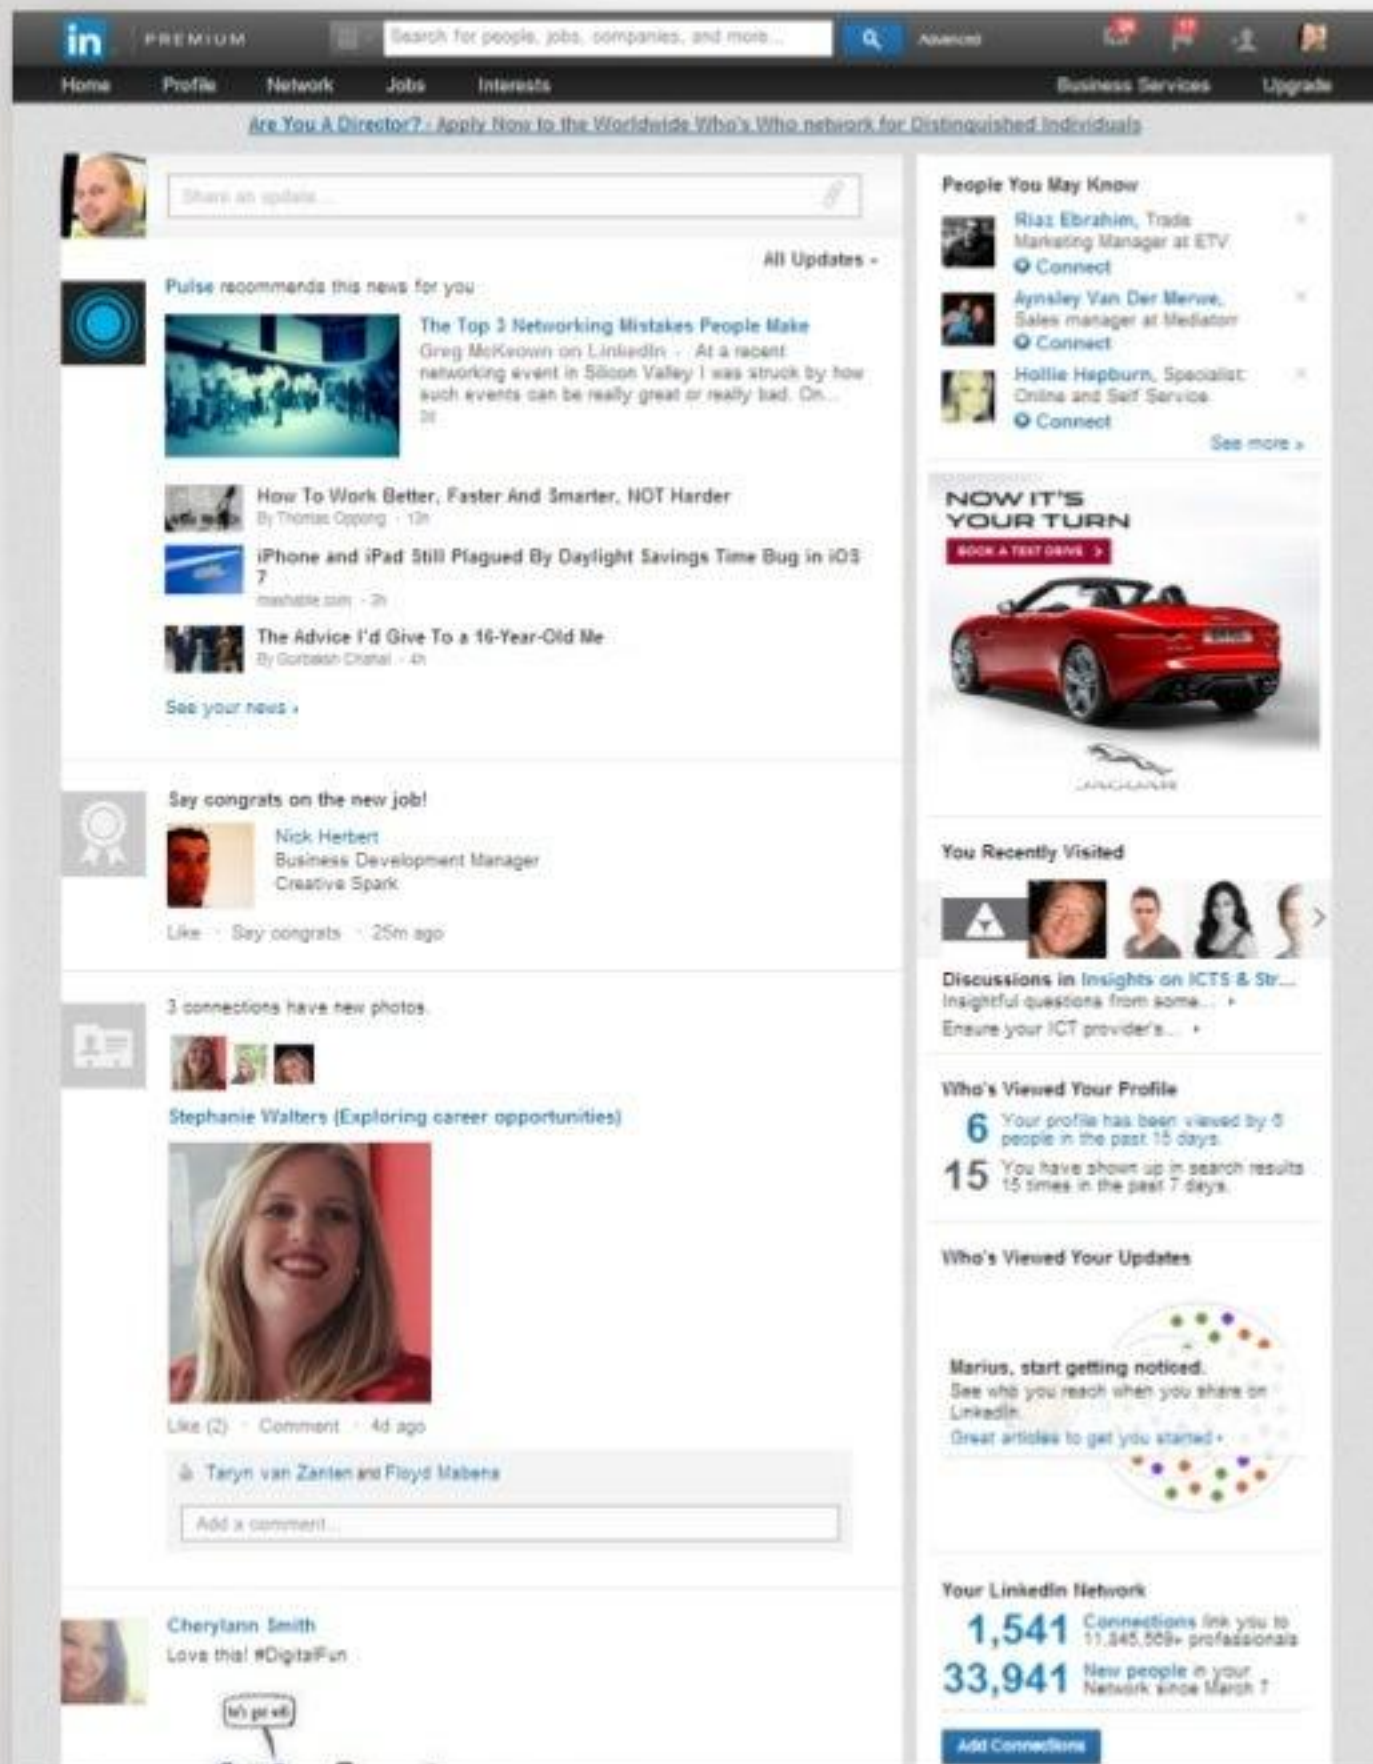 in PREMIUM
Search for people, jobs, companies, and more...
Advanced
Home Profile Network Jobs Interests Business Services Upgrade
Are You A Director? - Apply Now to the Worldwide Who's Who network for Distinguished Individuals
Share an update...
All Updates
Pulse recommends this news for you
The Top 3 Networking Mistakes People Make
Greg McKeown on LinkedIn - At a recent
networking event in Silicon Valley I was struck by how
such events can be really great or really bad. On...
How To Work Better, Faster And Smarter, NOT Harder
By Thomas Oppong - 13h
iPhone and iPad Still Plagued By Daylight Savings Time Bug in iOS
7
mashable.com - 3h
The Advice I'd Give To a 16-Year-Old Me
By Gurbaksh Chahal - 4h
See your news ›
Say congrats on the new job!
Nick Herbert
Business Development Manager
Creative Spark
Like · Say congrats · 25m ago
3 connections have new photos.
Stephanie Walters (Exploring career opportunities)
Like (2) · Comment · 4d ago
Taryn van Zanten and Floyd Mabena
Add a comment...
Cherylann Smith
Love this! #DigitalFun
People You May Know
Riaz Ebrahim, Trade
Marketing Manager at ETV
Connect
Aynsley Van Der Merwe,
Sales manager at Mediatorr
Connect
Hollie Hepburn, Specialist:
Online and Self Service
Connect
See more »
NOW IT'S
YOUR TURN
BOOK A TEST DRIVE >
JAGUAR
You Recently Visited
Discussions in Insights on ICTS & Str...
Insightful questions from some...
Ensure your ICT provider's...
Who's Viewed Your Profile
6 Your profile has been viewed by 6
people in the past 15 days.
15 You have shown up in search results
15 times in the past 7 days.
Who's Viewed Your Updates
Marius, start getting noticed.
See who you reach when you share on
LinkedIn.
Great articles to get you started ›
Your LinkedIn Network
1,541 Connections link you to
professionals
33,941 New people in your
Network since March 7
Add Connections